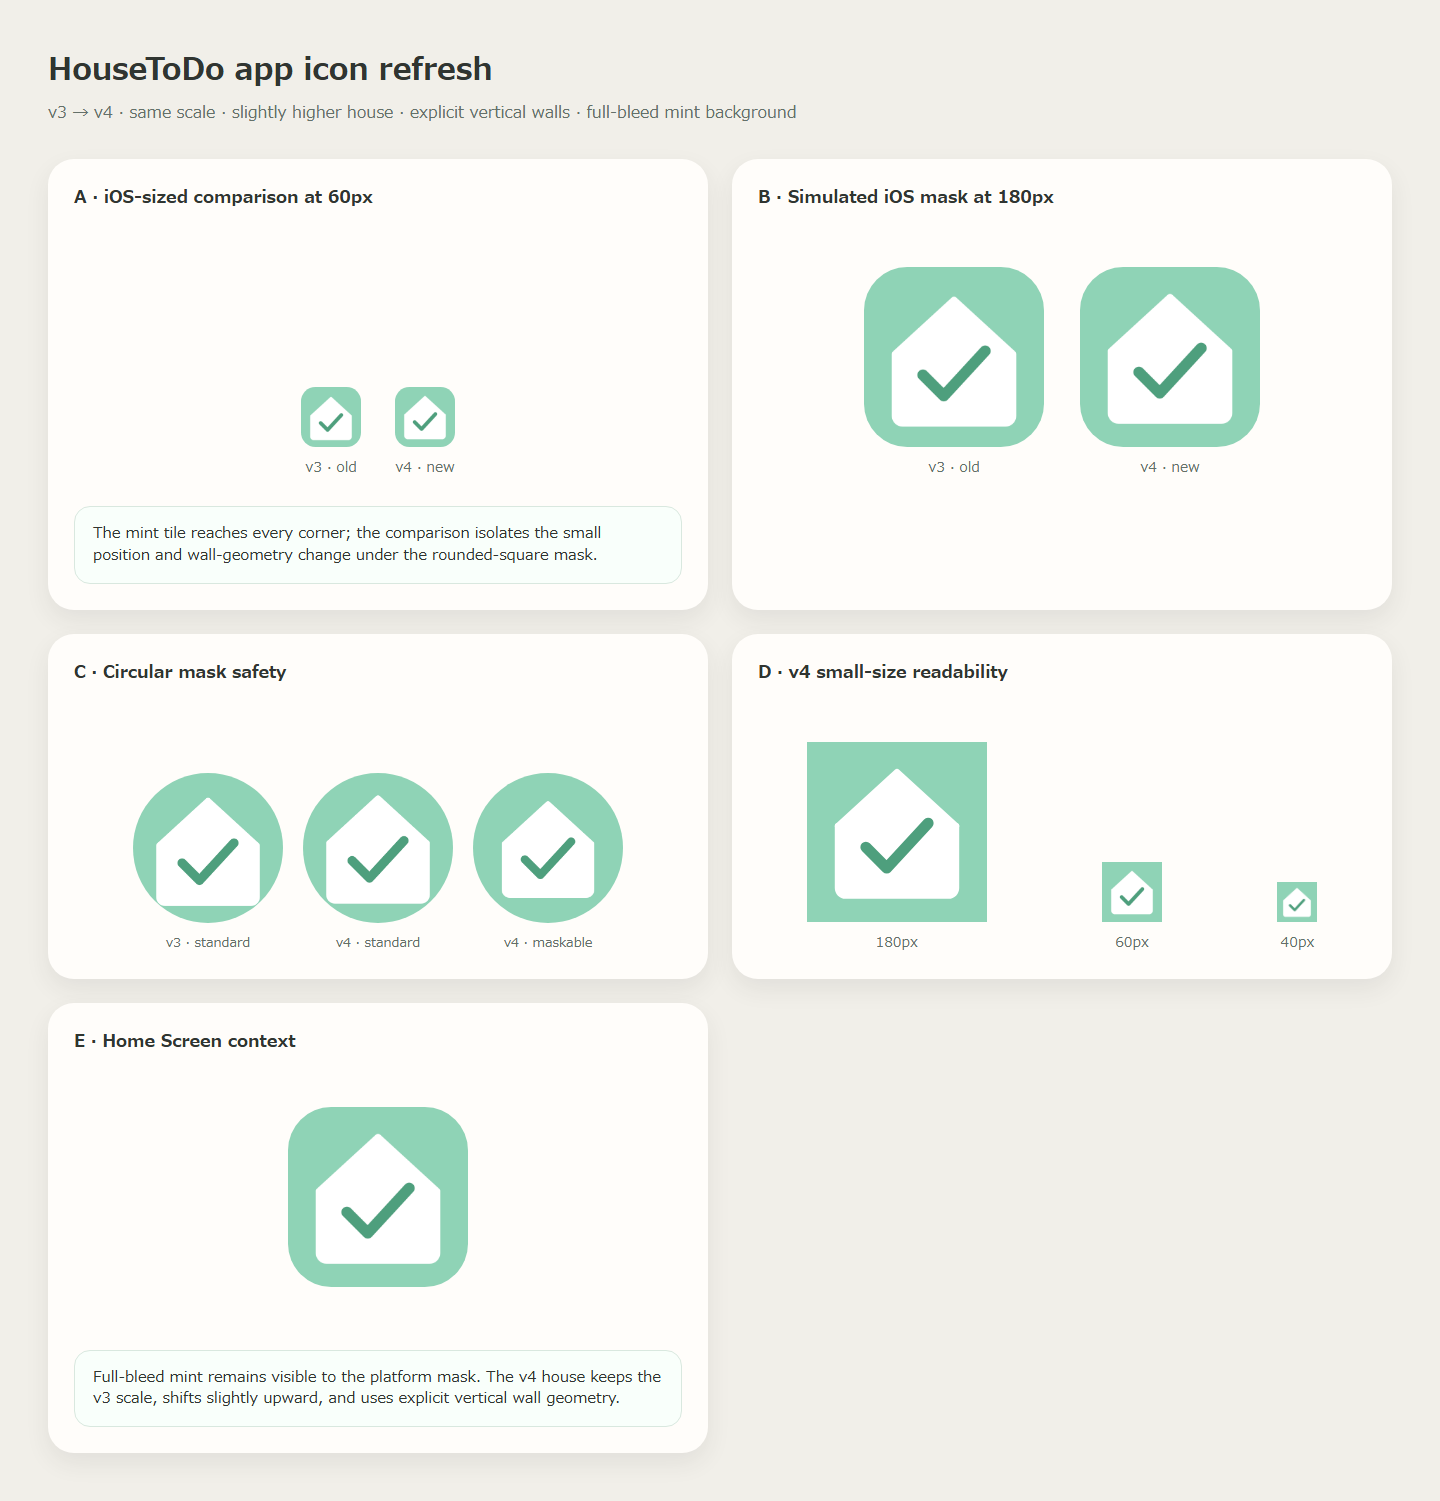 HouseToDo app icon refresh
v3 → v4 · same scale · slightly higher house · explicit vertical walls · full-bleed mint background
A · iOS-sized comparison at 60px
v3 · old
v4 · new
The mint tile reaches every corner; the comparison isolates the small
position and wall-geometry change under the rounded-square mask.
B · Simulated iOS mask at 180px
v3 · old
v4 · new
C · Circular mask safety
v3 · standard
v4 · standard
v4 · maskable
D · v4 small-size readability
180px
60px
40px
E · Home Screen context
Full-bleed mint remains visible to the platform mask. The v4 house keeps the
v3 scale, shifts slightly upward, and uses explicit vertical wall geometry.